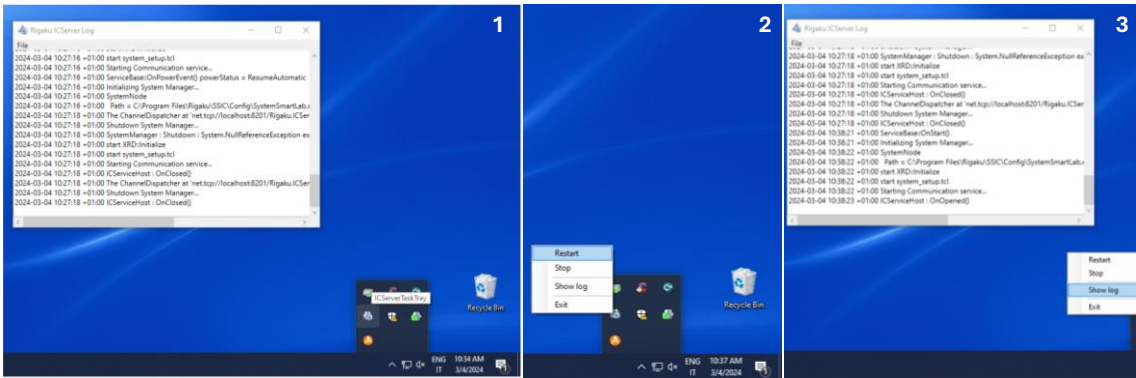 1
Rigaku ICServer Log
File
2024-03-04 10:27:16 +01:00 start system_setup.tcl
2024-03-04 10:27:16 +01:00 Starting Communication service...
2024-03-04 10:27:16 +01:00 ServiceBase:OnPowerEvent() powerStatus = ResumeAutomatic
2024-03-04 10:27:16 +01:00 Initializing System Manager...
2024-03-04 10:27:16 +01:00 SystemNode
2024-03-04 10:27:16 +01:00 Path = C:\Program Files\Rigaku\SSIC\Config\SystemSmartLab.
2024-03-04 10:27:18 +01:00 The ChannelDispatcher at 'net.tcp://localhost:8201/Rigaku.ICSer
2024-03-04 10:27:18 +01:00 Shutdown System Manager...
2024-03-04 10:27:18 +01:00 SystemManager : Shutdown : System.NullReferenceException ex
2024-03-04 10:27:18 +01:00 start XRD:Initialize
2024-03-04 10:27:18 +01:00 start system_setup.tcl
2024-03-04 10:27:18 +01:00 Starting Communication service...
2024-03-04 10:27:18 +01:00 ICServiceHost : OnClosed()
2024-03-04 10:27:18 +01:00 The ChannelDispatcher at 'net.tcp://localhost:8201/Rigaku.ICSer
2024-03-04 10:27:18 +01:00 Shutdown System Manager...
2024-03-04 10:27:18 +01:00 ICServiceHost : OnClosed()
ICServerTaskTray
Recycle Bin
ENG 10:34 AM
IT 3/4/2024
2
Restart
Stop
Show log
Exit
Recycle Bin
ENG 10:37 AM
IT 3/4/2024
3
Rigaku ICServer Log
File
2024-03-04 10:27:18 +01:00 SystemManager : Shutdown : System.NullReferenceException ex
2024-03-04 10:27:18 +01:00 start XRD:Initialize
2024-03-04 10:27:18 +01:00 start system_setup.tcl
2024-03-04 10:27:18 +01:00 Starting Communication service...
2024-03-04 10:27:18 +01:00 ICServiceHost : OnClosed()
2024-03-04 10:27:18 +01:00 The ChannelDispatcher at 'net.tcp://localhost:8201/Rigaku.ICSer
2024-03-04 10:27:18 +01:00 Shutdown System Manager...
2024-03-04 10:27:18 +01:00 ICServiceHost : OnClosed()
2024-03-04 10:38:21 +01:00 ServiceBase:OnStart()
2024-03-04 10:38:21 +01:00 Initializing System Manager...
2024-03-04 10:38:22 +01:00 SystemNode
2024-03-04 10:38:22 +01:00 Path = C:\Program Files\Rigaku\SSIC\Config\SystemSmartLab.
2024-03-04 10:38:22 +01:00 start XRD:Initialize
2024-03-04 10:38:22 +01:00 start system_setup.tcl
2024-03-04 10:38:22 +01:00 Starting Communication service...
2024-03-04 10:38:23 +01:00 ICServiceHost : OnOpened()
Restart
Stop
Show log
Exit